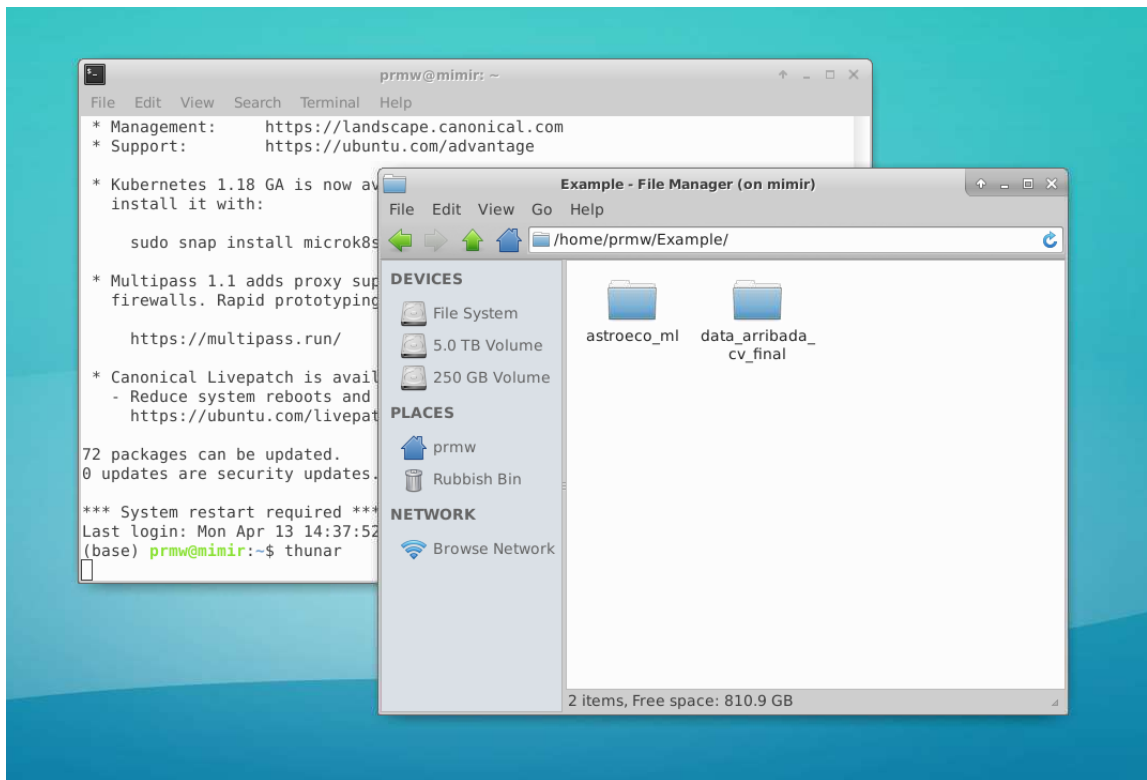 prmw@mimir: ~
File Edit View Search Terminal Help
* Management: https://landscape.canonical.com
* Support: https://ubuntu.com/advantage
* Kubernetes 1.18 GA is now av
install it with:
sudo snap install microk8s
* Multipass 1.1 adds proxy sup
firewalls. Rapid prototyping
https://multipass.run/
* Canonical Livepatch is avail
- Reduce system reboots and
https://ubuntu.com/livepat
72 packages can be updated.
0 updates are security updates.
*** System restart required ***
Last login: Mon Apr 13 14:37:52
(base) prmw@mimir:~$ thunar
Example - File Manager (on mimir)
File Edit View Go Help
/home/prmw/Example/
DEVICES
File System
5.0 TB Volume
250 GB Volume
PLACES
prmw
Rubbish Bin
NETWORK
Browse Network
astroeco_ml
data_arribada_
cv_final
2 items, Free space: 810.9 GB